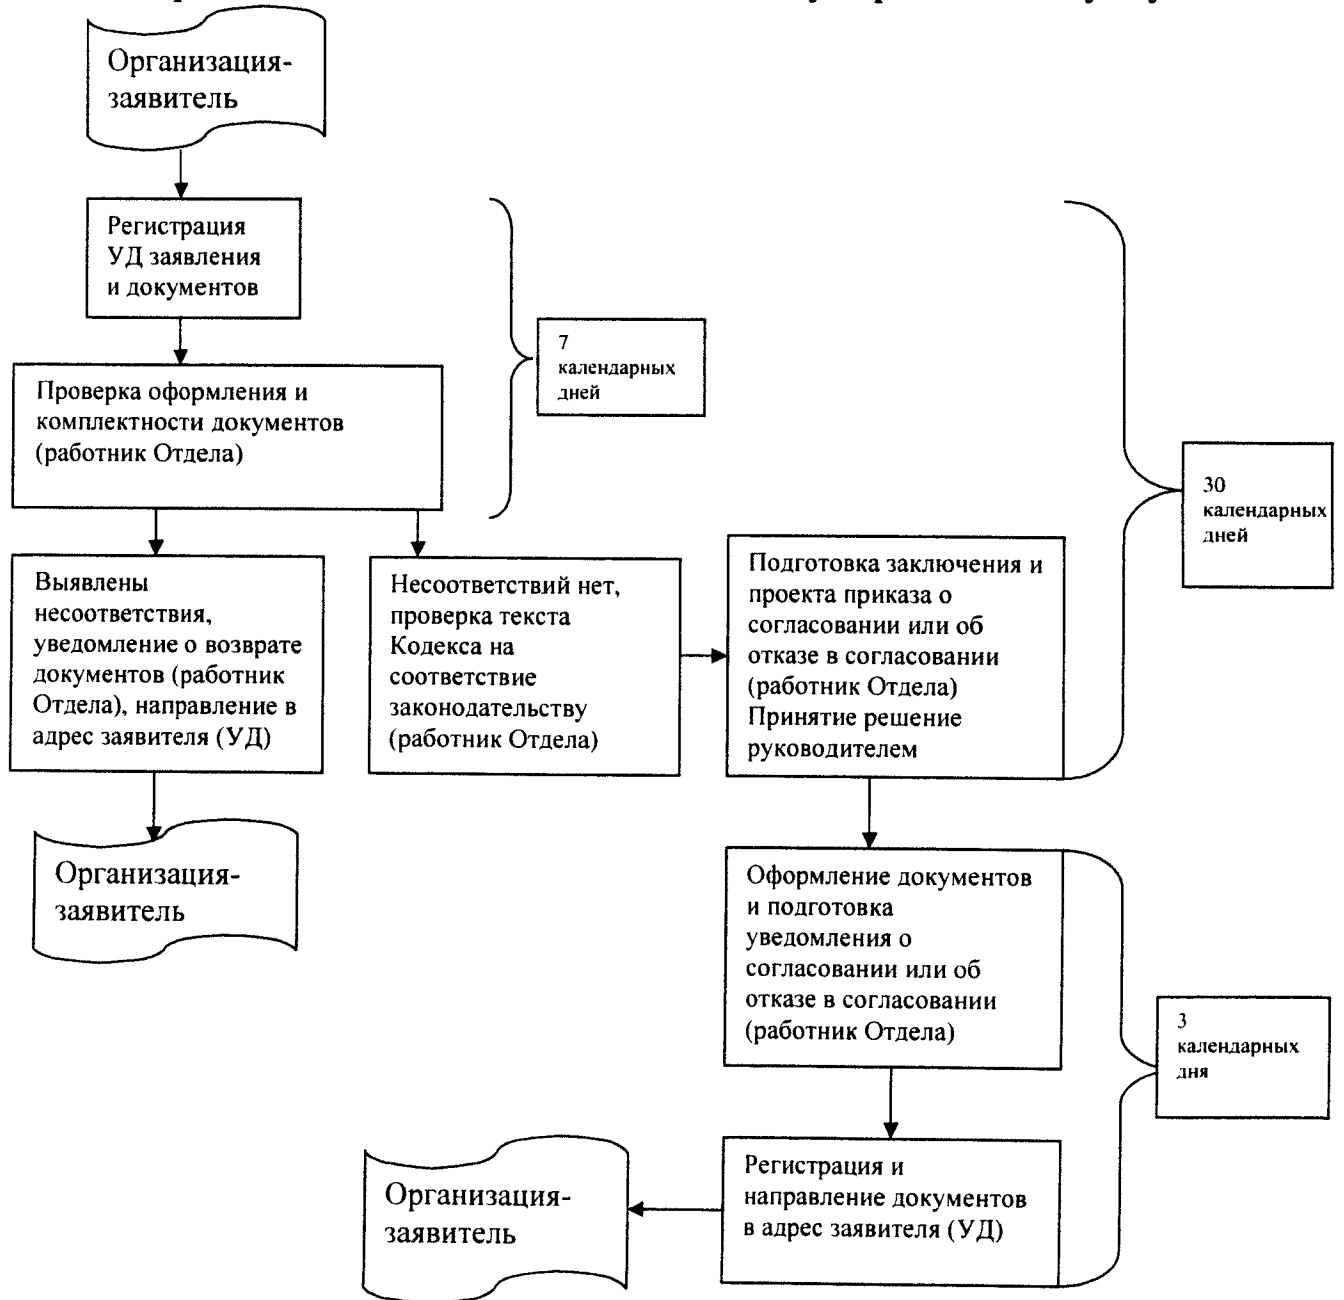 Организация-
заявитель
Регистрация
УД заявления
и документов
7
календарных
дней
Проверка оформления и
комплектности документов
(работник Отдела)
30
календарных
дней
Выявлены
несоответствия,
уведомление о возврате
документов (работник
Отдела), направление в
адрес заявителя (УД)
Несоответствий нет,
проверка текста
Кодекса на
соответствие
законодательству
(работник Отдела)
Подготовка заключения и
проекта приказа о
согласовании или об
отказе в согласовании
(работник Отдела)
Принятие решение
руководителем
Организация-
заявитель
Оформление документов
и подготовка
уведомления о
согласовании или об
отказе в согласовании
(работник Отдела)
3
календарных
дня
Регистрация и
направление документов
в адрес заявителя (УД)
Организация-
заявитель